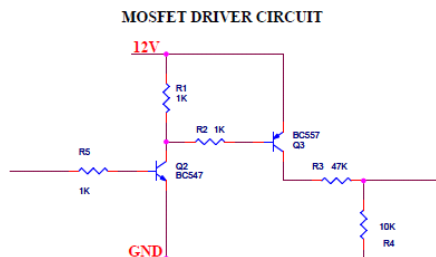 MOSFET DRIVER CIRCUIT
12V
R1
1K
R2 1K
BC557
Q3
R5
1K
Q2
BC547
R3 47K
10K
R4
GND